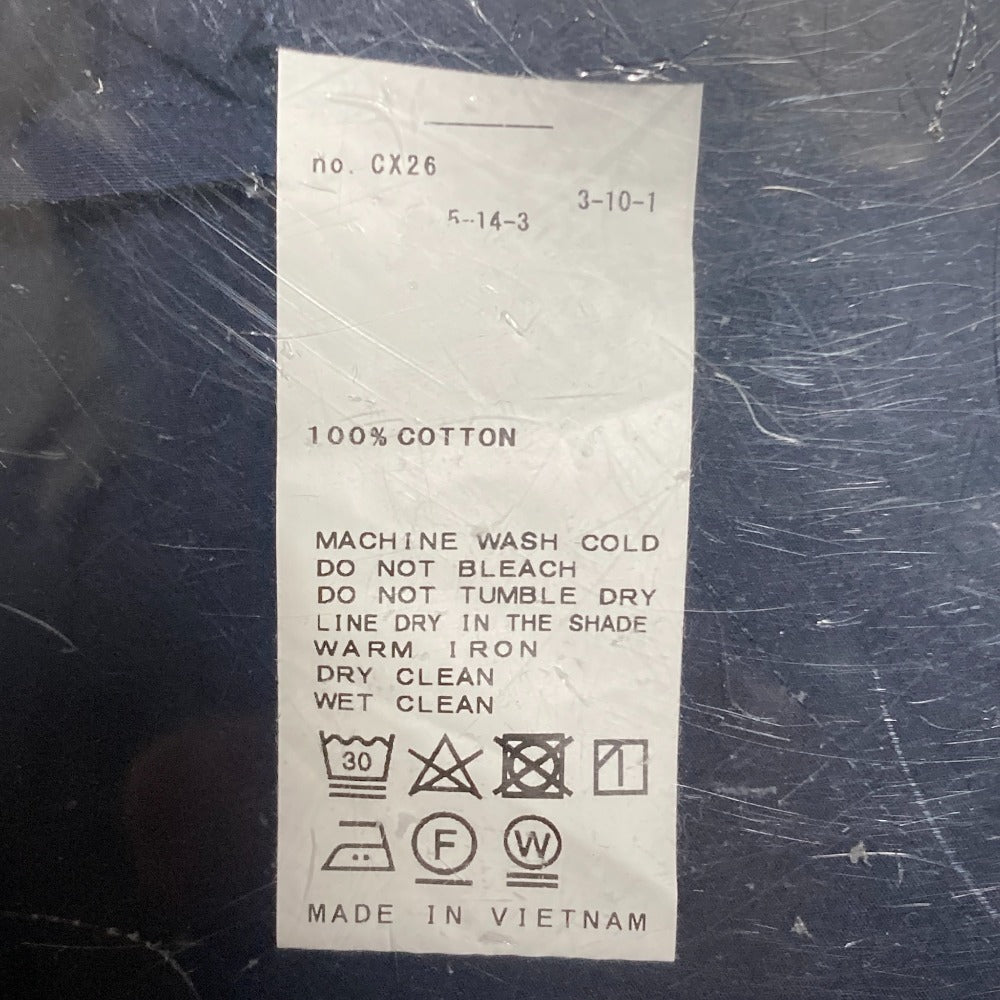 no. CX26
3-10-1
5-14-3
100% COTTON
MACHINE WASH COLD
DO NOT BLEACH
DO NOT TUMBLE DRY
LINE DRY IN THE SHADE
WARM IRON
DRY CLEAN
WET CLEAN
30
F W
MADE IN VIETNAM